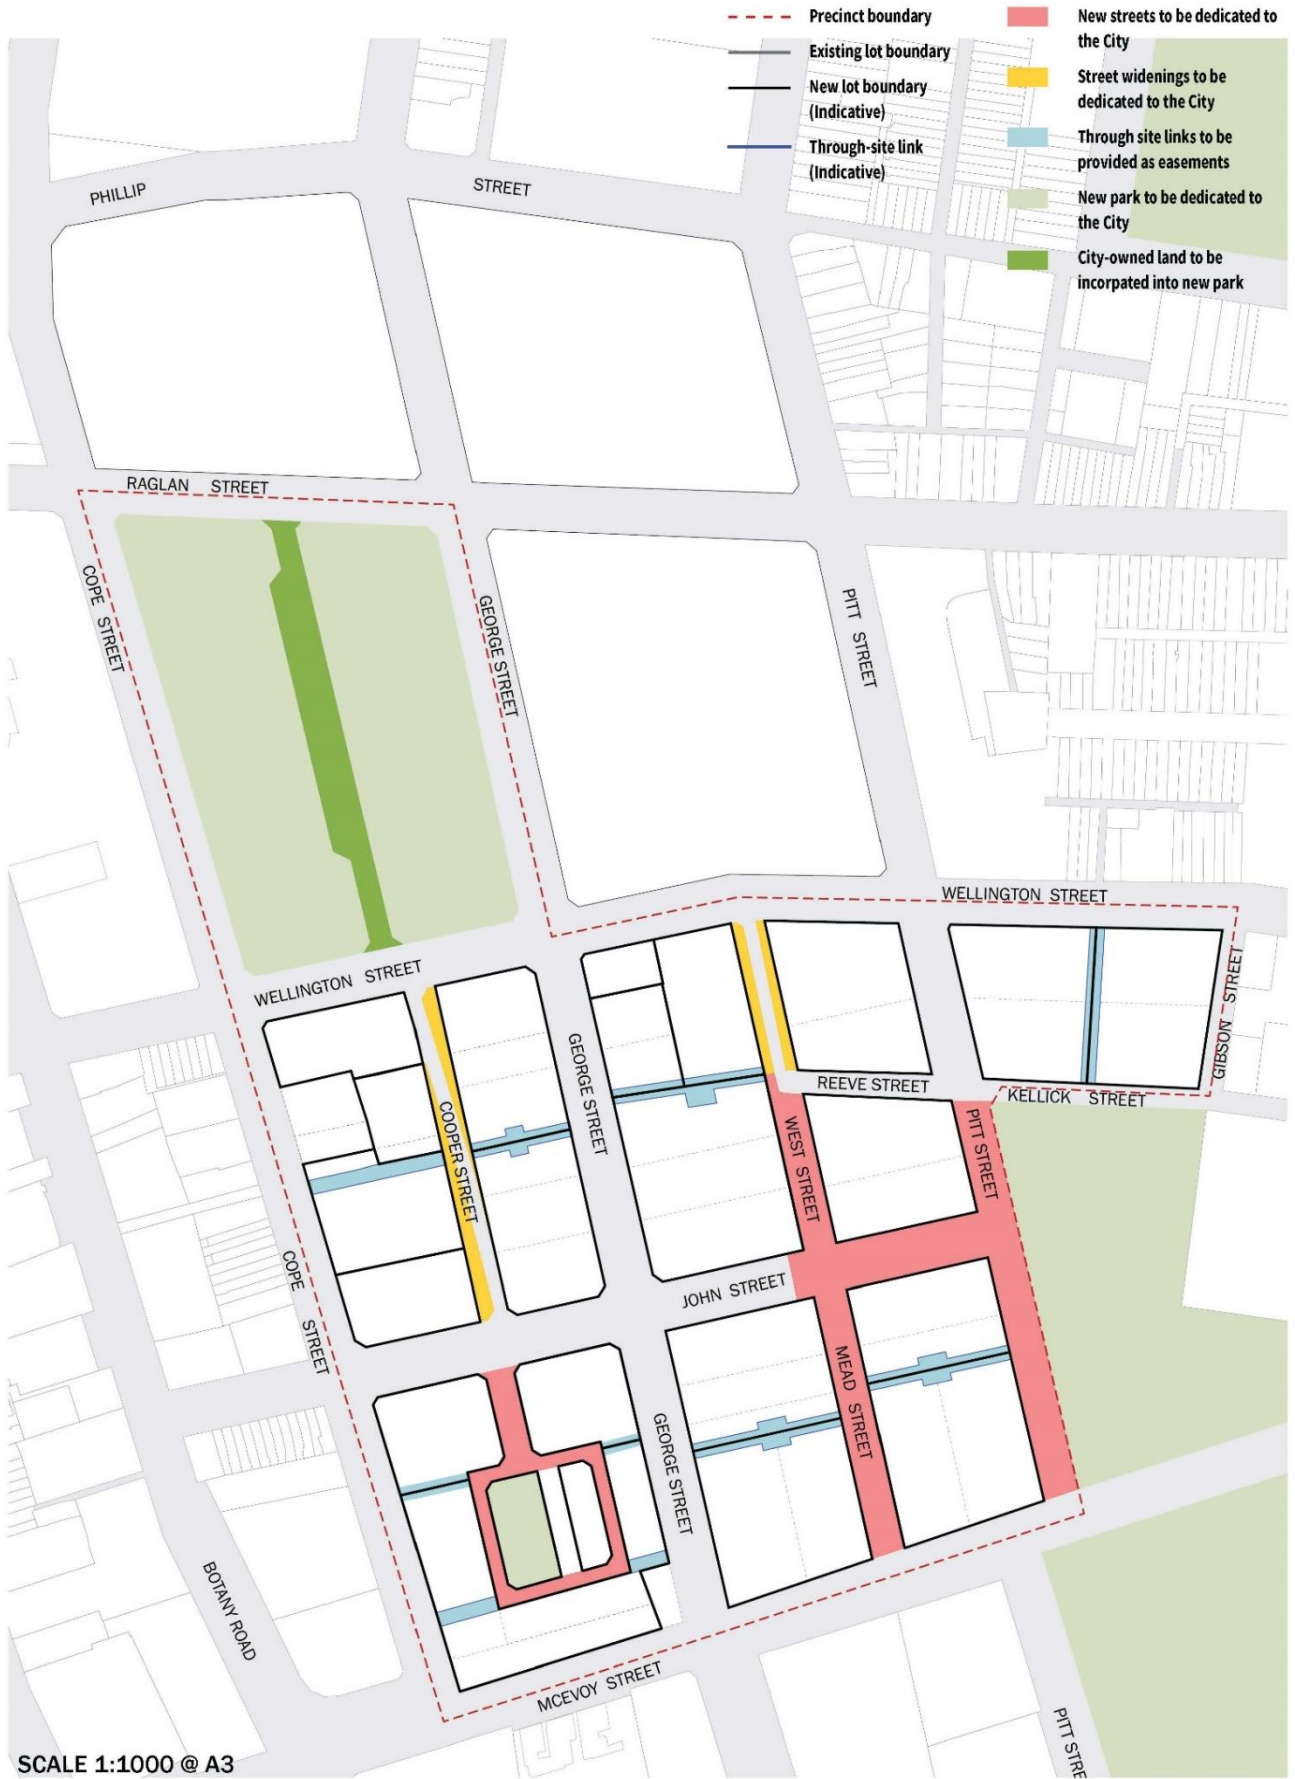 Precinct boundary
Existing lot boundary
New lot boundary
(Indicative)
Through-site link
(Indicative)
New streets to be dedicated to
the City
Street widenings to be
dedicated to the City
Through site links to be
provided as easements
New park to be dedicated to
the City
City-owned land to be
incorpated into new park
PHILLIP
STREET
RAGLAN STREET
COPE STREET
GEORGE STREET
PITT STREET
WELLINGTON STREET
WELLINGTON STREET
GIBSON STREET
GEORGE STREET
REEVE STREET
KELLICK STREET
COOPER STREET
WEST STREET
PITT STREET
COPE STREET
JOHN STREET
MEAD STREET
GEORGE STREET
BOTANY ROAD
MCEVOY STREET
PITT STRE
SCALE 1:1000 @ A3